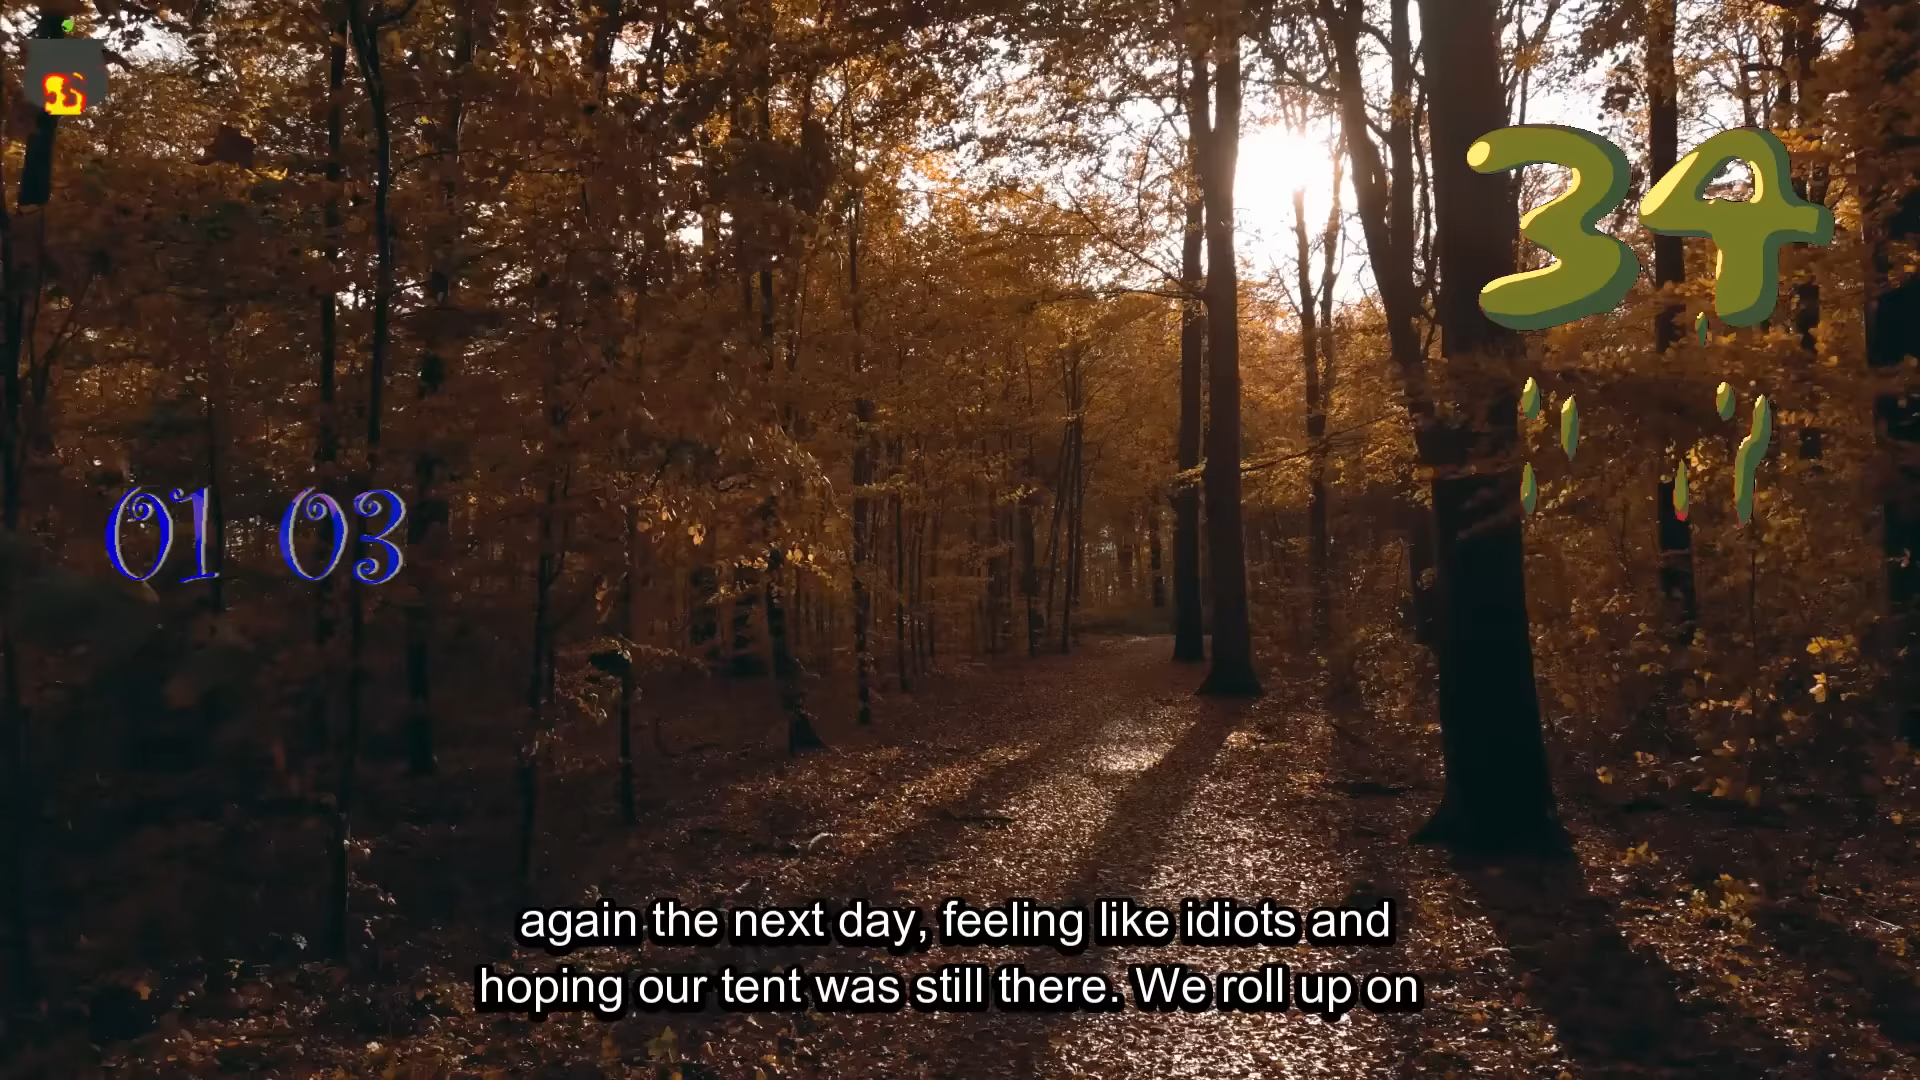 34
01 03
again the next day, feeling like idiots and
hoping our tent was still there. We roll up on